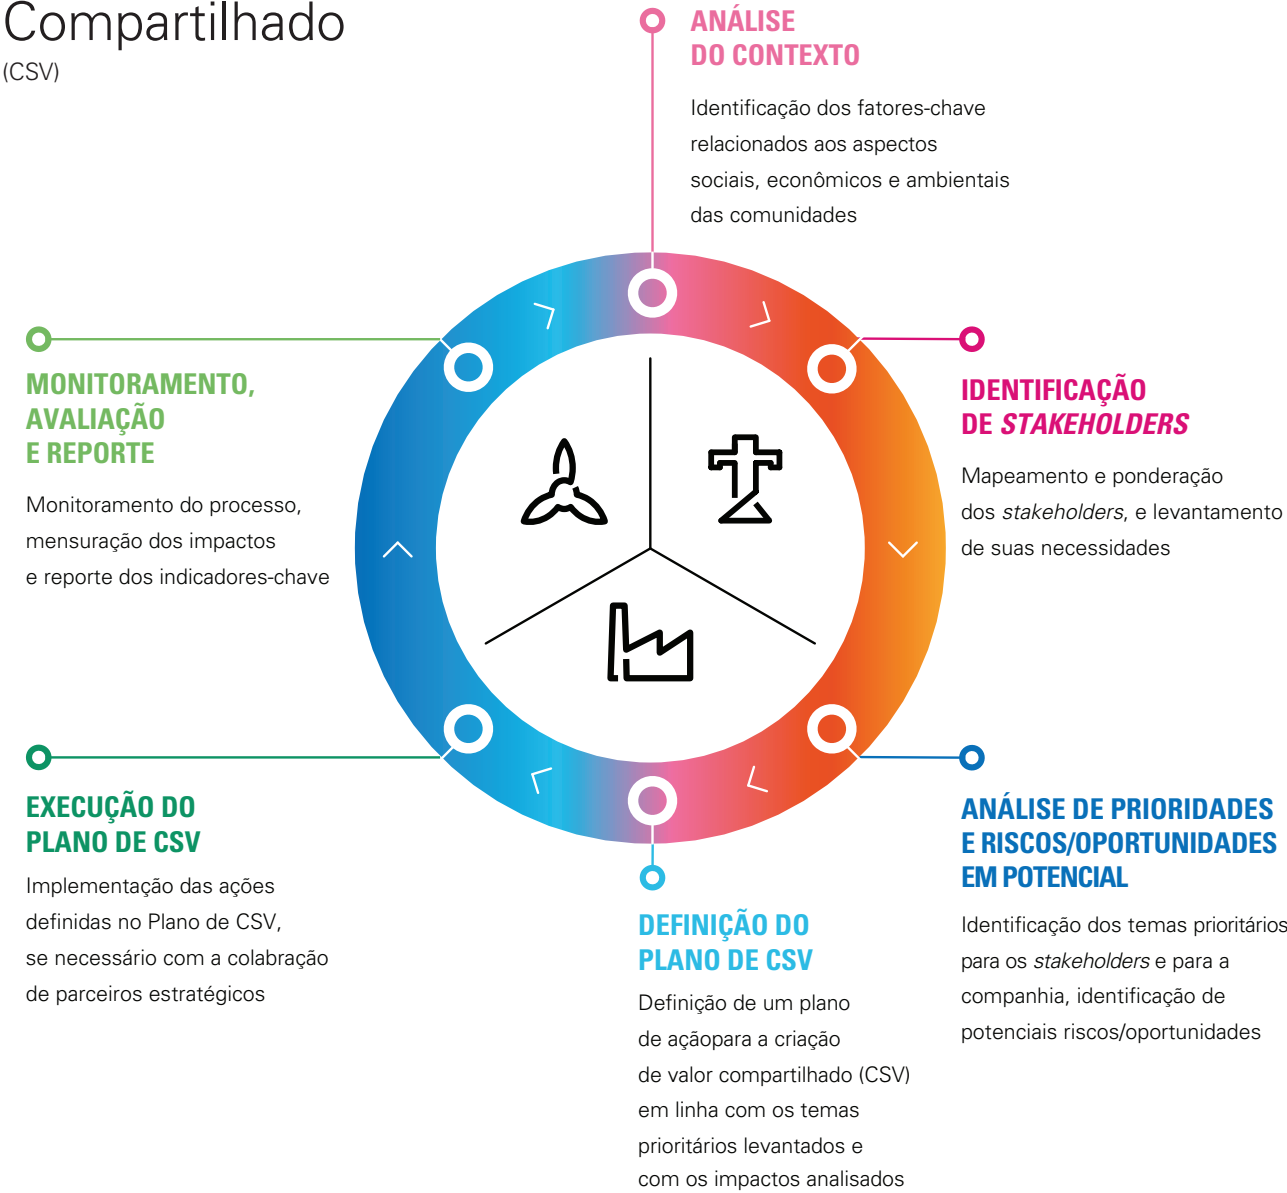 Compartilhado
(CSV)
ANÁLISE
DO CONTEXTO
Identificação dos fatores-chave
relacionados aos aspectos
sociais, econômicos e ambientais
das comunidades
IDENTIFICAÇÃO
DE STAKEHOLDERS
Mapeamento e ponderação
dos stakeholders, e levantamento
de suas necessidades
ANÁLISE DE PRIORIDADES
E RISCOS/OPORTUNIDADES
EM POTENCIAL
Identificação dos temas prioritários
para os stakeholders e para a
companhia, identificação de
potenciais riscos/oportunidades
DEFINIÇÃO DO
PLANO DE CSV
Definição de um plano
de açãopara a criação
de valor compartilhado (CSV)
em linha com os temas
prioritários levantados e
com os impactos analisados
EXECUÇÃO DO
PLANO DE CSV
Implementação das ações
definidas no Plano de CSV,
se necessário com a colabração
de parceiros estratégicos
MONITORAMENTO,
AVALIAÇÃO
E REPORTE
Monitoramento do processo,
mensuração dos impactos
e reporte dos indicadores-chave